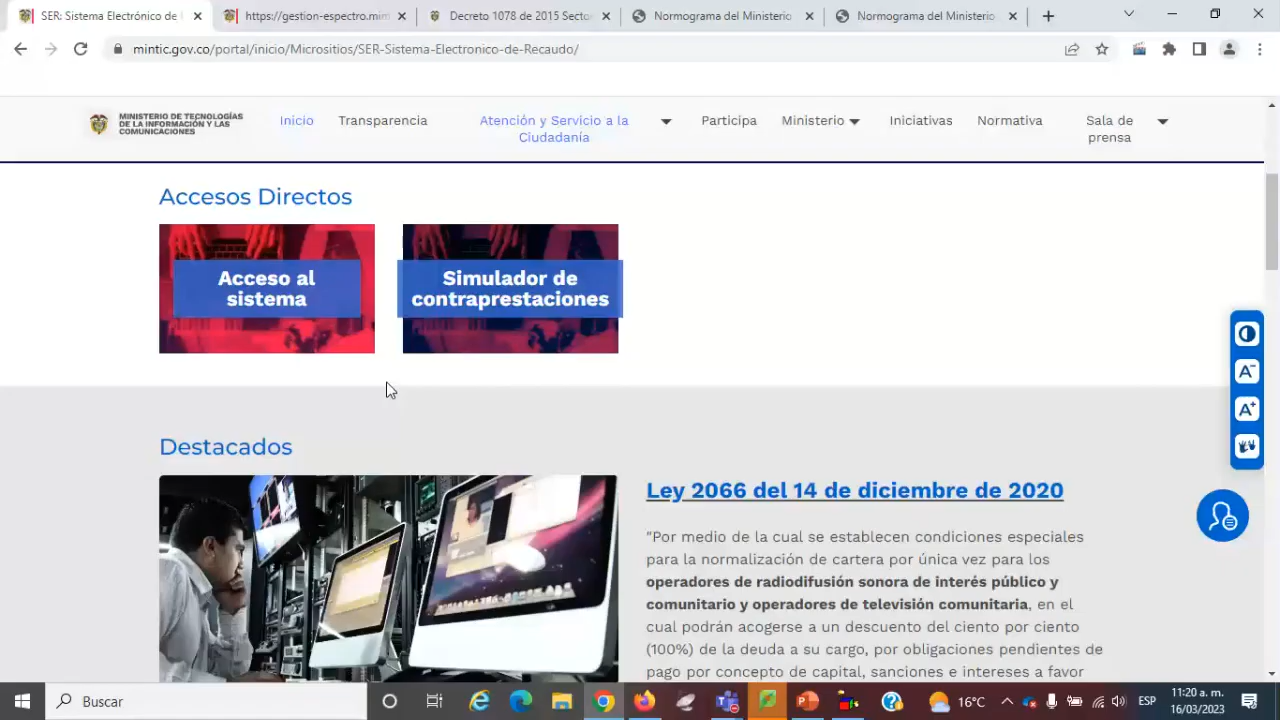 SER: Sistema Electrónico de
https://gestion-espectro.min
Decreto 1078 de 2015 Secto
Normograma del Ministerio
Normograma del Ministerio
mintic.gov.co/portal/inicio/Micrositios/SER-Sistema-Electronico-de-Recaudo/
MINISTERIO DE TECNOLOGÍAS
DE LA INFORMACIÓN Y LAS
COMUNICACIONES
Inicio
Transparencia
Atención y Servicio a la
Ciudadanía
Participa
Ministerio
Iniciativas
Normativa
Sala de
prensa
Accesos Directos
Acceso al
sistema
Simulador de
contraprestaciones
A-
A+
Destacados
Ley 2066 del 14 de diciembre de 2020
"Por medio de la cual se establecen condiciones especiales
para la normalización de cartera por única vez para los
operadores de radiodifusión sonora de interés público y
comunitario y operadores de televisión comunitaria, en el
cual podrán acogerse a un descuento del ciento por ciento
(100%) de la deuda a su cargo, por obligaciones pendientes de
pago por concepto de capital, sanciones e intereses a favor
Buscar
16°C
ESP
11:20 a. m.
16/03/2023